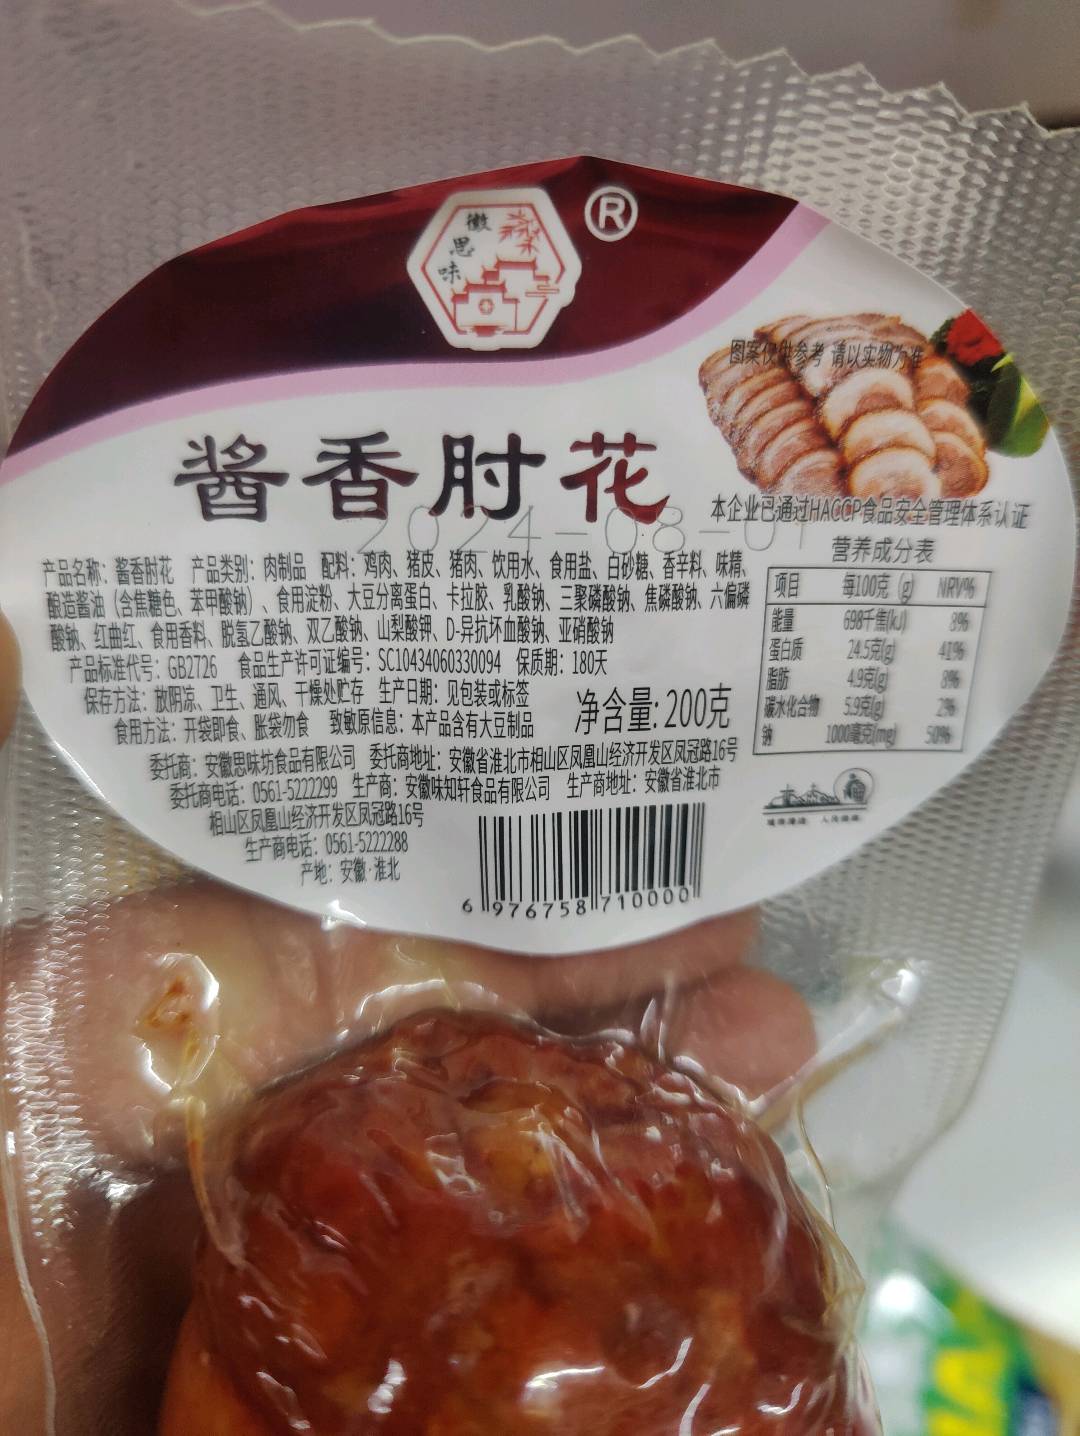 徽思味
®
图案仅供参考 请以实物为准
酱香肘花
本企业已通过HACCP食品安全管理体系认证
2024-08-01
产品名称：酱香肘花 产品类别：肉制品 配料：鸡肉、猪皮、猪肉、饮用水、食用盐、白砂糖、香辛料、味精、
酿造酱油（含焦糖色、苯甲酸钠）、食用淀粉、大豆分离蛋白、卡拉胶、乳酸钠、三聚磷酸钠、焦磷酸钠、六偏磷
酸钠、红曲红、食用香料、脱氢乙酸钠、双乙酸钠、山梨酸钾、D-异抗坏血酸钠、亚硝酸钠
产品标准代号：GB2726 食品生产许可证编号：SC10434060330094 保质期：180天
保存方法：放阴凉、卫生、通风、干燥处贮存 生产日期：见包装或标签
食用方法：开袋即食、胀袋勿食 致敏原信息：本产品含有大豆制品
净含量：200克
委托商：安徽思味坊食品有限公司 委托商地址：安徽省淮北市相山区凤凰山经济开发区凤冠路16号
委托商电话：0561-5222299 生产商：安徽味知轩食品有限公司 生产商地址：安徽省淮北市
相山区凤凰山经济开发区凤冠路16号
生产商电话：0561-5222288
产地：安徽·淮北
营养成分表
项目 每100克（g） NRV%
能量 698千焦(kJ) 8%
蛋白质 24.5克(g) 41%
脂肪 4.9克(g) 8%
碳水化合物 5.9克(g) 2%
钠 1000毫克(mg) 50%
6 976758 710000